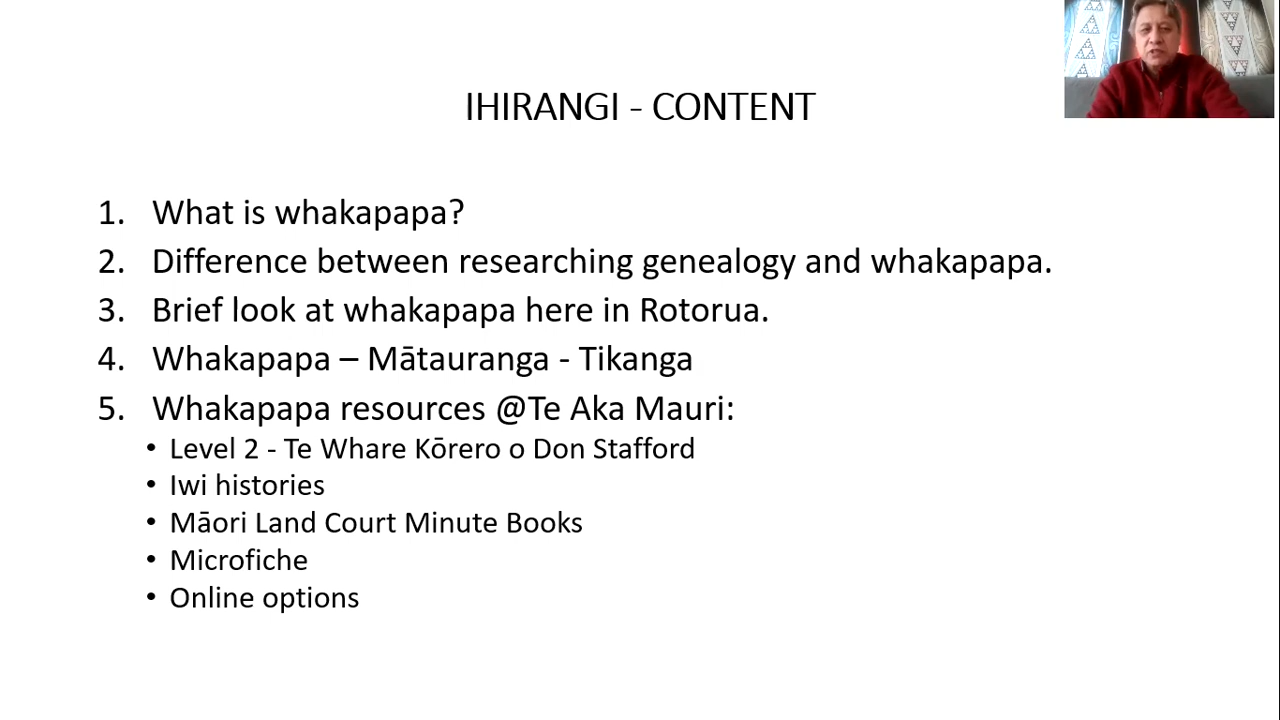 IHIRANGI - CONTENT
1. What is whakapapa?
2. Difference between researching genealogy and whakapapa.
3. Brief look at whakapapa here in Rotorua.
4. Whakapapa – Mātauranga - Tikanga
5. Whakapapa resources @Te Aka Mauri:
• Level 2 - Te Whare Kōrero o Don Stafford
• Iwi histories
• Māori Land Court Minute Books
• Microfiche
• Online options